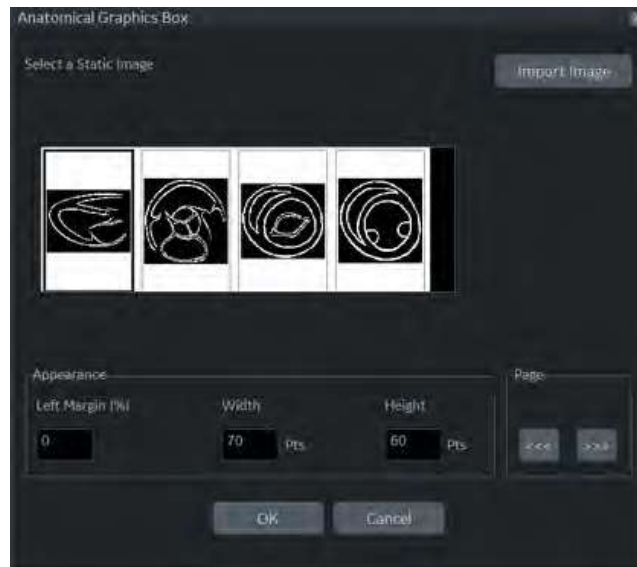 Anatomical Graphics Box
Select a Static Image
Import Image
Appearance
Page
Left Margin (%)
Width
Height
0
70 Pts
60 Pts
<<<
>>>
OK
Cancel